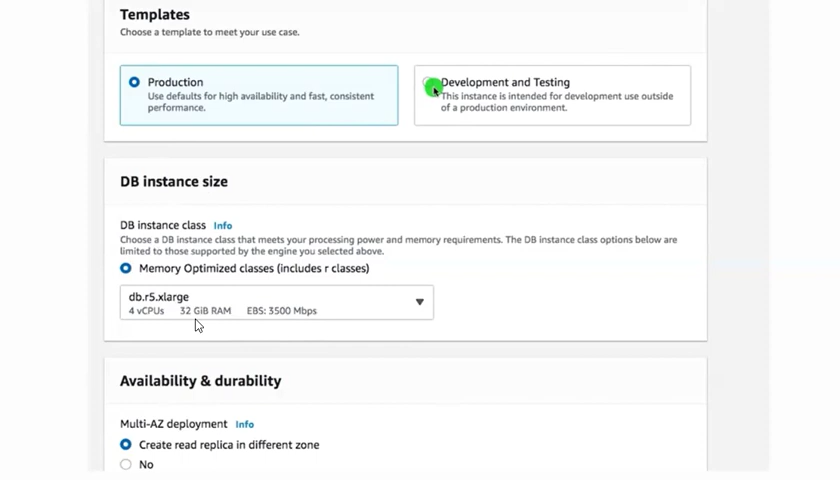 Templates
Choose a template to meet your use case.
Production
Use defaults for high availability and fast, consistent
performance.
Development and Testing
This instance is intended for development use outside
of a production environment.
DB instance size
DB instance class Info
Choose a DB instance class that meets your processing power and memory requirements. The DB instance class options below are
limited to those supported by the engine you selected above.
Memory Optimized classes (includes r classes)
db.r5.xlarge
4 vCPUs 32 GiB RAM EBS: 3500 Mbps
Availability & durability
Multi-AZ deployment Info
Create read replica in different zone
No